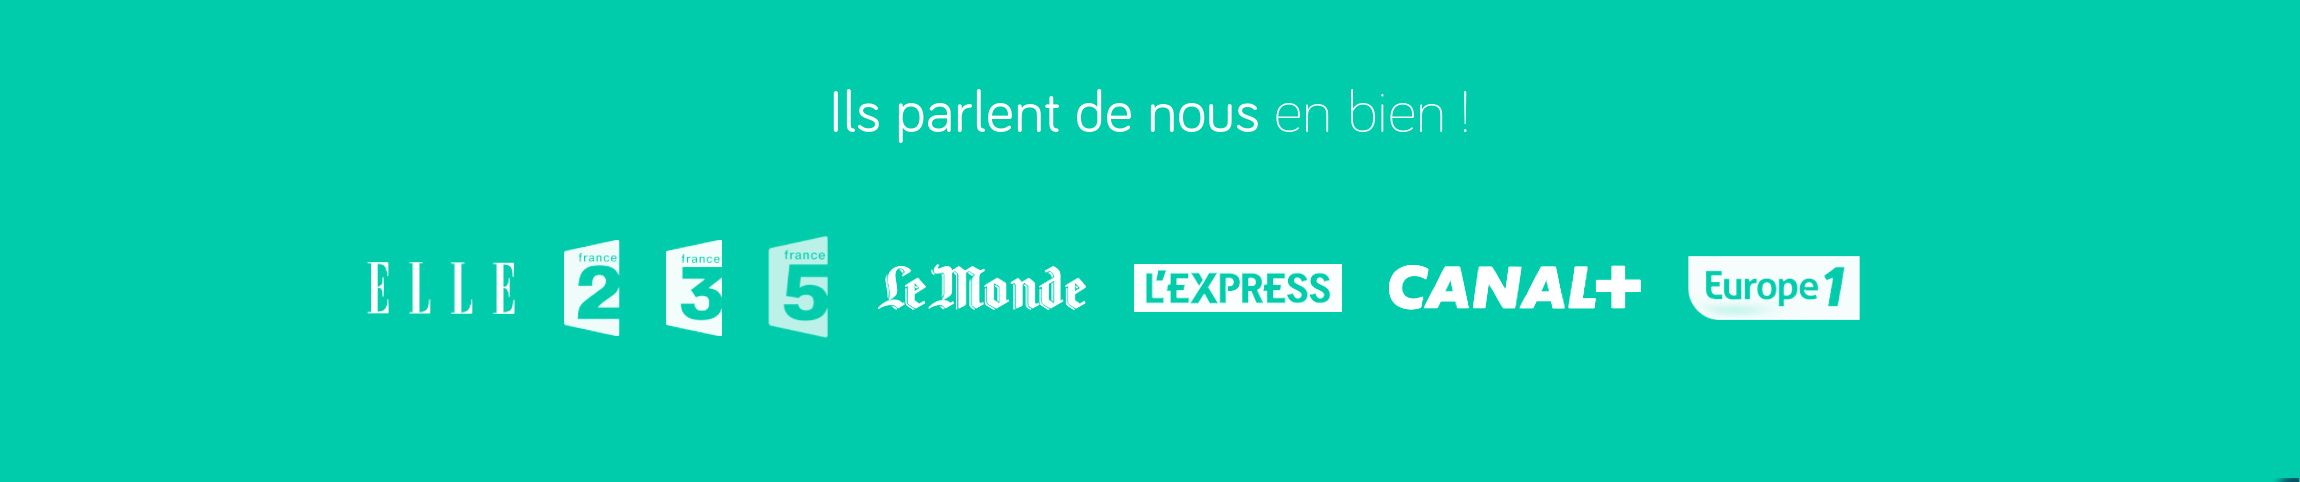 Ils parlent de nous en bien !
ELLE france 2 france 3 france 5 Le Monde L'EXPRESS CANAL+ Europe 1